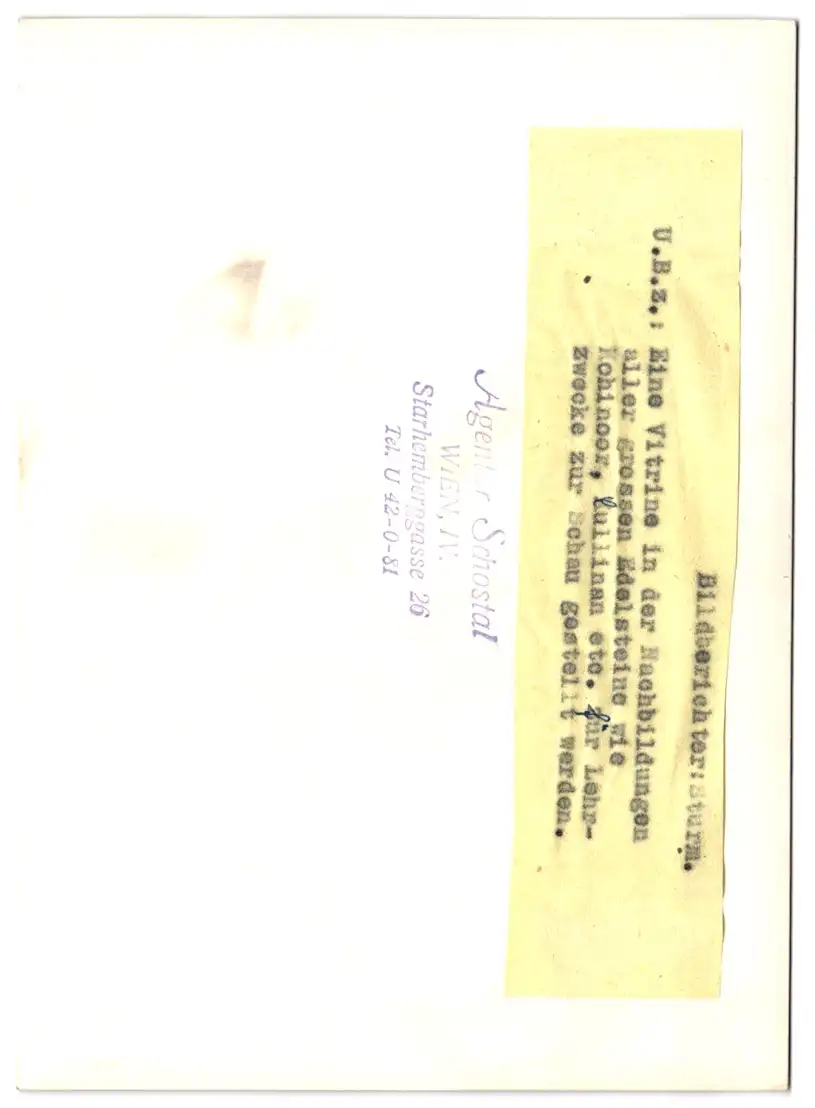 Bildberichter: Sturm.
U.B.z.: Eine Vitrine in der Nachbildungen
aller grossen Edelsteine wie
Kohinoor, Cullinan etc. für Lehr-
zwecke zur Schau gestellt werden.
Agentur Schostal
WIEN, IV.
Starhemberggasse 26
Tel. U 42-0-81